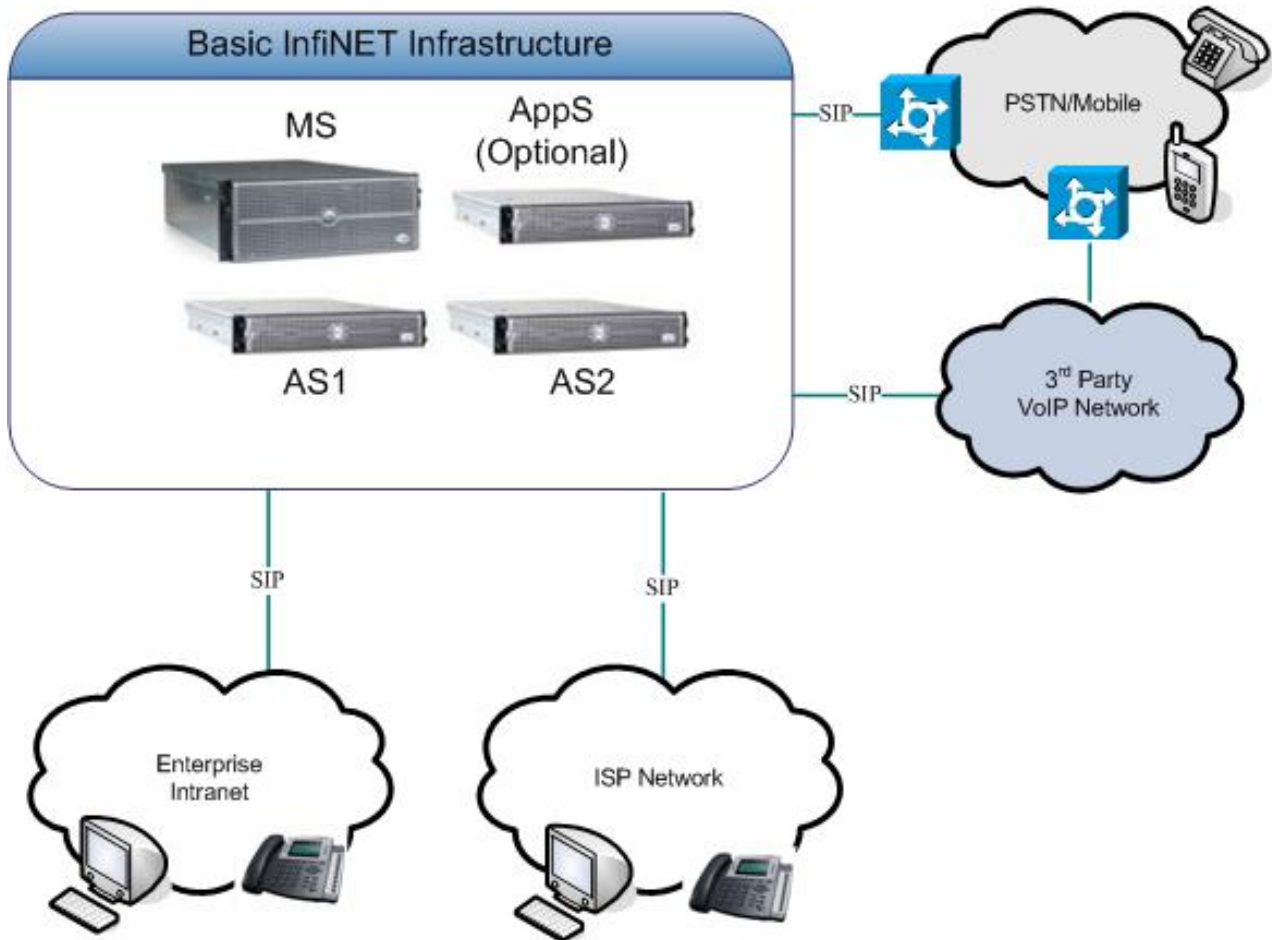 Basic InfiNET Infrastructure
MS
AppS
(Optional)
AS1
AS2
SIP
PSTN/Mobile
SIP
3rd Party
VoIP Network
SIP
SIP
Enterprise
Intranet
ISP Network